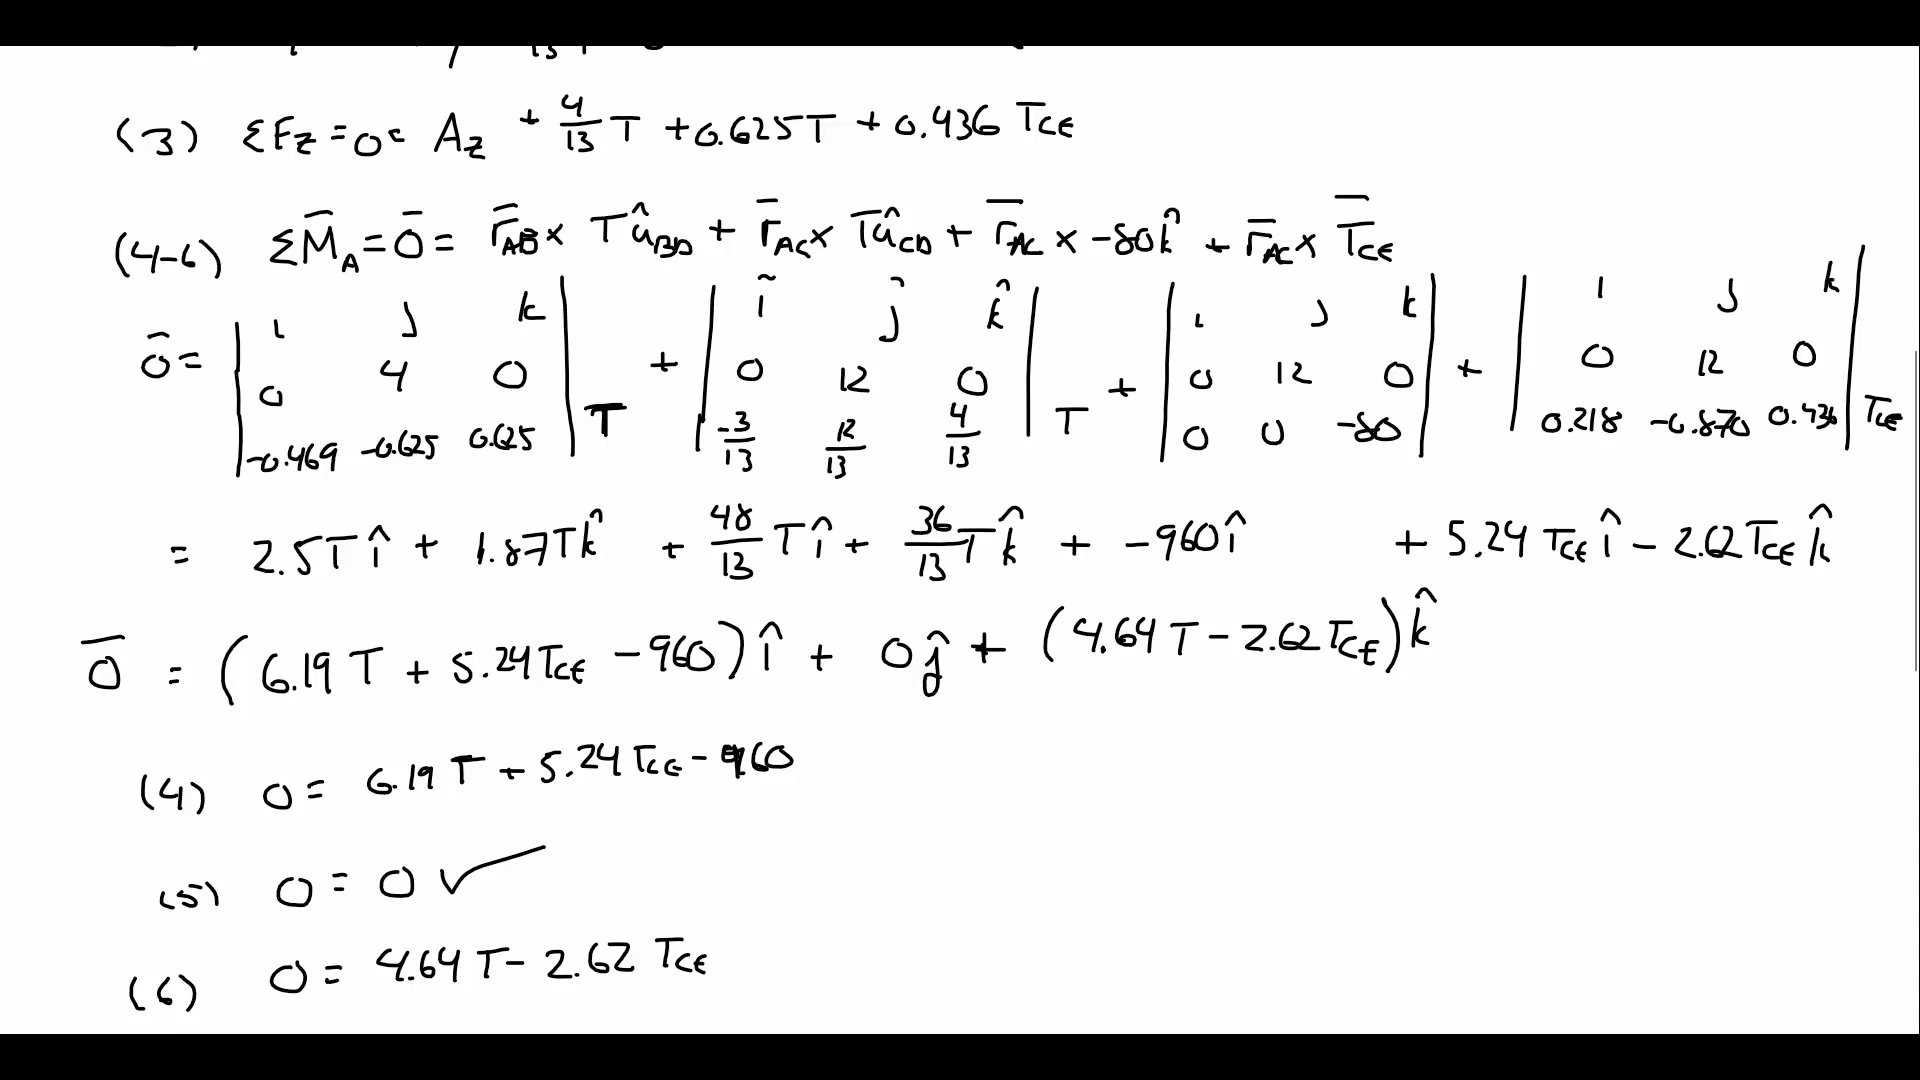 (3) ΣFz = 0 = Az + 4/13 T + 0.625T + 0.436 TCE
(4-6) ΣM̄A = 0̄ = r̄AB × T ûBD + r̄AC × T ûCD + r̄AC × -80k̂ + r̄AC × T̄CE
0̄ = | i j k | T + | î ĵ k̂ | T + | i j k | + | i j k | TCE
0 4 0 0 12 0 0 12 0 0 12 0
-0.469 -0.625 0.625 -3/13 12/13 4/13 0 0 -80 0.218 -0.870 0.436
= 2.5T î + 1.87T k̂ + 48/13 T î + 36/13 T k̂ + -960 î + 5.24 TCE î - 2.62 TCE k̂
0̄ = (6.19 T + 5.24 TCE - 960) î + 0 ĵ + (4.64 T - 2.62 TCE) k̂
(4) 0 = 6.19 T + 5.24 TCE - 960
(5) 0 = 0 ✓
(6) 0 = 4.64 T - 2.62 TCE